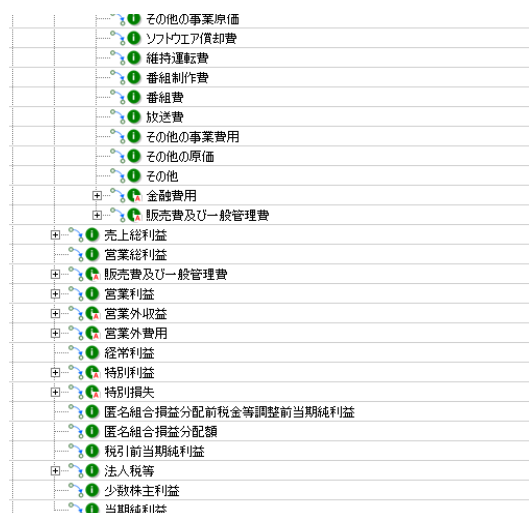 その他の事業原価
ソフトウエア償却費
維持運転費
番組制作費
番組費
放送費
その他の事業費用
その他の原価
その他
金融費用
販売費及び一般管理費
売上総利益
営業総利益
販売費及び一般管理費
営業利益
営業外収益
営業外費用
経常利益
特別利益
特別損失
匿名組合損益分配前税金等調整前当期純利益
匿名組合損益分配額
税引前当期純利益
法人税等
少数株主利益
当期純利益